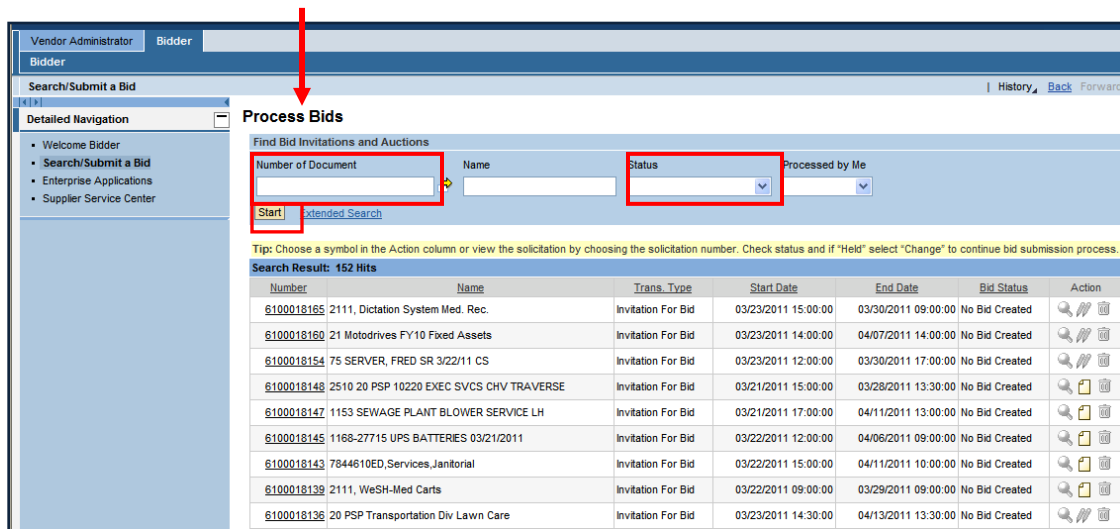 Vendor Administrator Bidder
Bidder
Search/Submit a Bid | History Back Forward
Detailed Navigation
Welcome Bidder
Search/Submit a Bid
Enterprise Applications
Supplier Service Center
Process Bids
Find Bid Invitations and Auctions
Number of Document Name Status Processed by Me
Start Extended Search
Tip: Choose a symbol in the Action column or view the solicitation by choosing the solicitation number. Check status and if "Held" select "Change" to continue bid submission process.
Search Result: 152 Hits
Number Name Trans. Type Start Date End Date Bid Status Action
6100018165 2111, Dictation System Med. Rec. Invitation For Bid 03/23/2011 15:00:00 03/30/2011 09:00:00 No Bid Created
6100018160 21 Motodrives FY10 Fixed Assets Invitation For Bid 03/23/2011 14:00:00 04/07/2011 14:00:00 No Bid Created
6100018154 75 SERVER, FRED SR 3/22/11 CS Invitation For Bid 03/23/2011 12:00:00 03/30/2011 17:00:00 No Bid Created
6100018148 2510 20 PSP 10220 EXEC SVCS CHV TRAVERSE Invitation For Bid 03/21/2011 15:00:00 03/28/2011 13:30:00 No Bid Created
6100018147 1153 SEWAGE PLANT BLOWER SERVICE LH Invitation For Bid 03/21/2011 17:00:00 04/11/2011 13:00:00 No Bid Created
6100018145 1168-27715 UPS BATTERIES 03/21/2011 Invitation For Bid 03/22/2011 12:00:00 04/06/2011 09:00:00 No Bid Created
6100018143 7844610ED,Services,Janitorial Invitation For Bid 03/22/2011 15:00:00 04/11/2011 10:00:00 No Bid Created
6100018139 2111, WeSH-Med Carts Invitation For Bid 03/22/2011 09:00:00 03/29/2011 09:00:00 No Bid Created
6100018136 20 PSP Transportation Div Lawn Care Invitation For Bid 03/23/2011 14:30:00 04/13/2011 13:30:00 No Bid Created